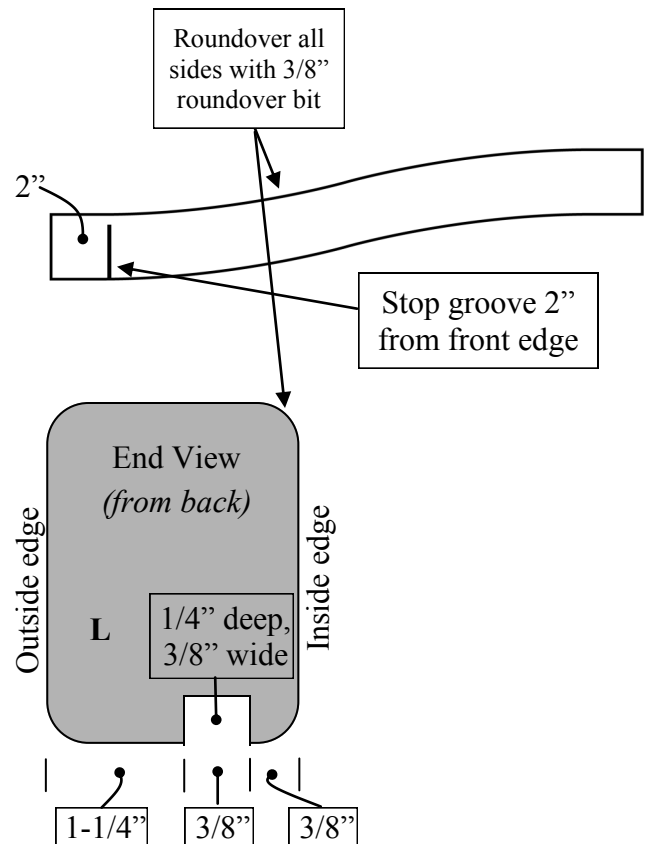 Roundover all
sides with 3/8”
roundover bit
2”
Stop groove 2”
from front edge
End View
(from back)
Outside edge
Inside edge
L
1/4” deep,
3/8” wide
1-1/4”
3/8”
3/8”